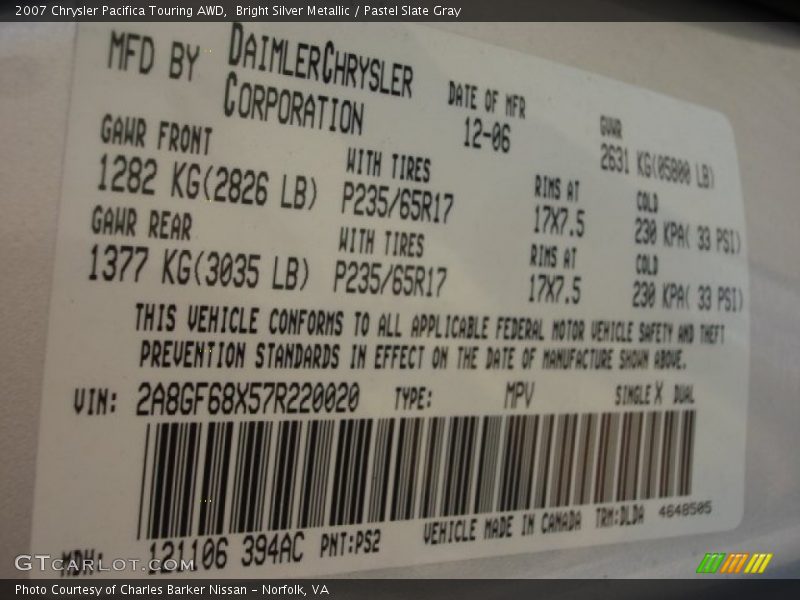 2007 Chrysler Pacifica Touring AWD,  Bright Silver Metallic / Pastel Slate Gray
MFD BY DAIMLERCHRYSLER CORPORATION
DATE OF MFR
12-06
GVWR
2631 KG(05800 LB)
GAWR FRONT
1282 KG(2826 LB)
WITH TIRES
P235/65R17
RIMS AT
17X7.5
COLD
230 KPA( 33 PSI)
GAWR REAR
1377 KG(3035 LB)
WITH TIRES
P235/65R17
RIMS AT
17X7.5
COLD
230 KPA( 33 PSI)
THIS VEHICLE CONFORMS TO ALL APPLICABLE FEDERAL MOTOR VEHICLE SAFETY AND THEFT
PREVENTION STANDARDS IN EFFECT ON THE DATE OF MANUFACTURE SHOWN ABOVE.
VIN: 2A8GF68X57R220020 TYPE: MPV SINGLE X DUAL
MDH: 121106 394AC PNT:PS2 VEHICLE MADE IN CANADA TRM:DLDA 4648505
GTCARLOT.COM
Photo Courtesy of Charles Barker Nissan - Norfolk, VA